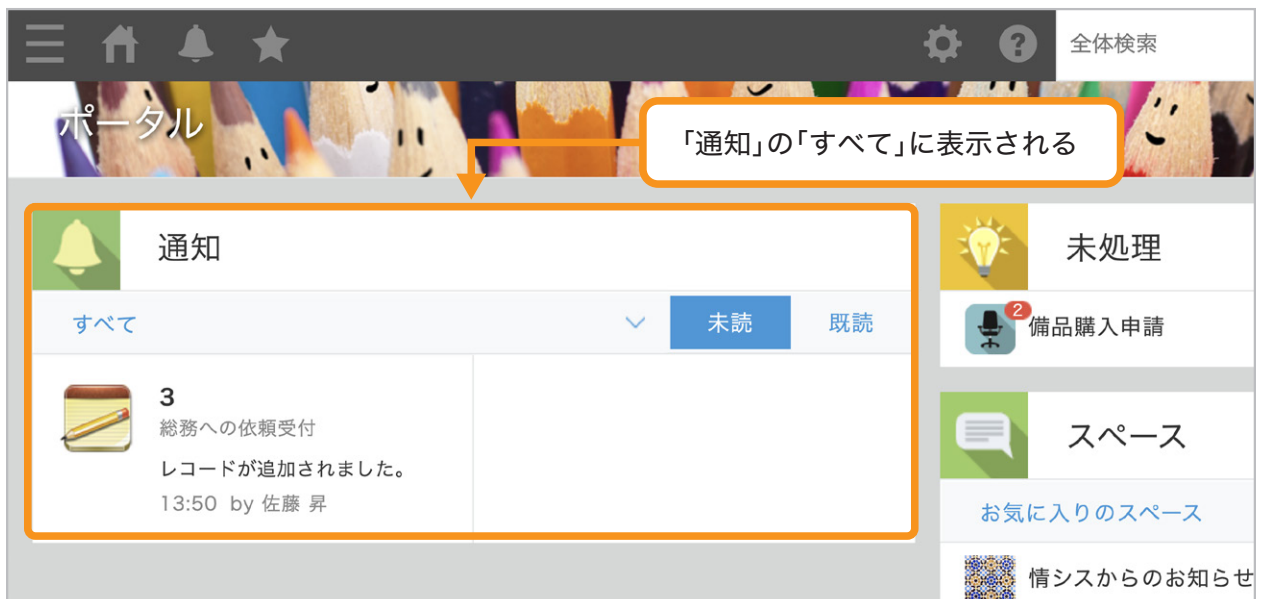 全体検索
ポータル
「通知」の「すべて」に表示される
通知
すべて
未読
既読
3
総務への依頼受付
レコードが追加されました。
13:50 by 佐藤 昇
未処理
2
備品購入申請
スペース
お気に入りのスペース
情シスからのお知らせ